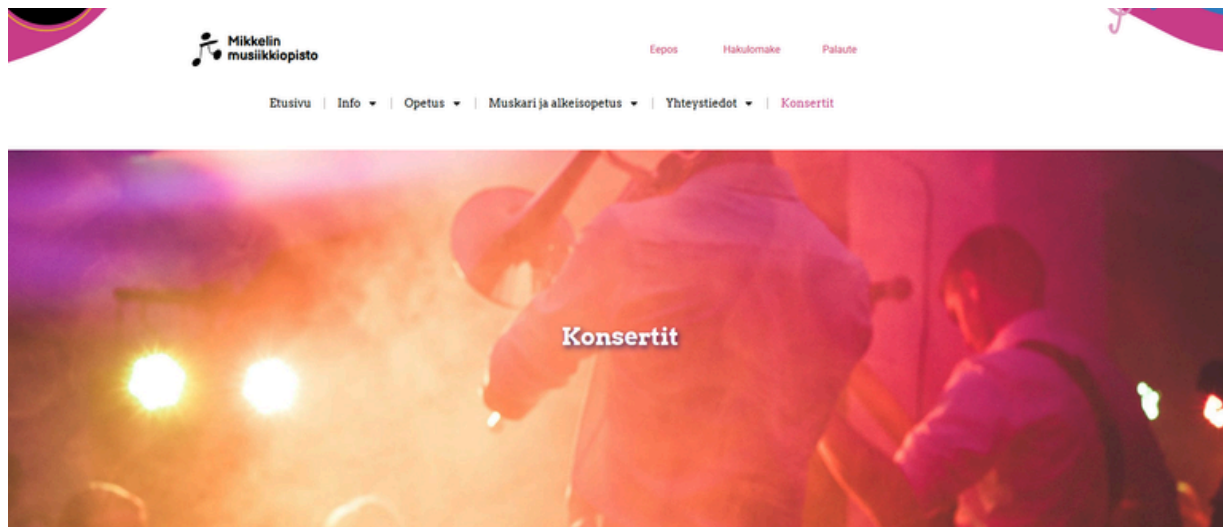 Mikkelin
musiikkiopisto
Eepos Hakulomake Palaute
Etusivu | Info | Opetus | Muskari ja alkeisopetus | Yhteystiedot | Konsertit
Konsertit